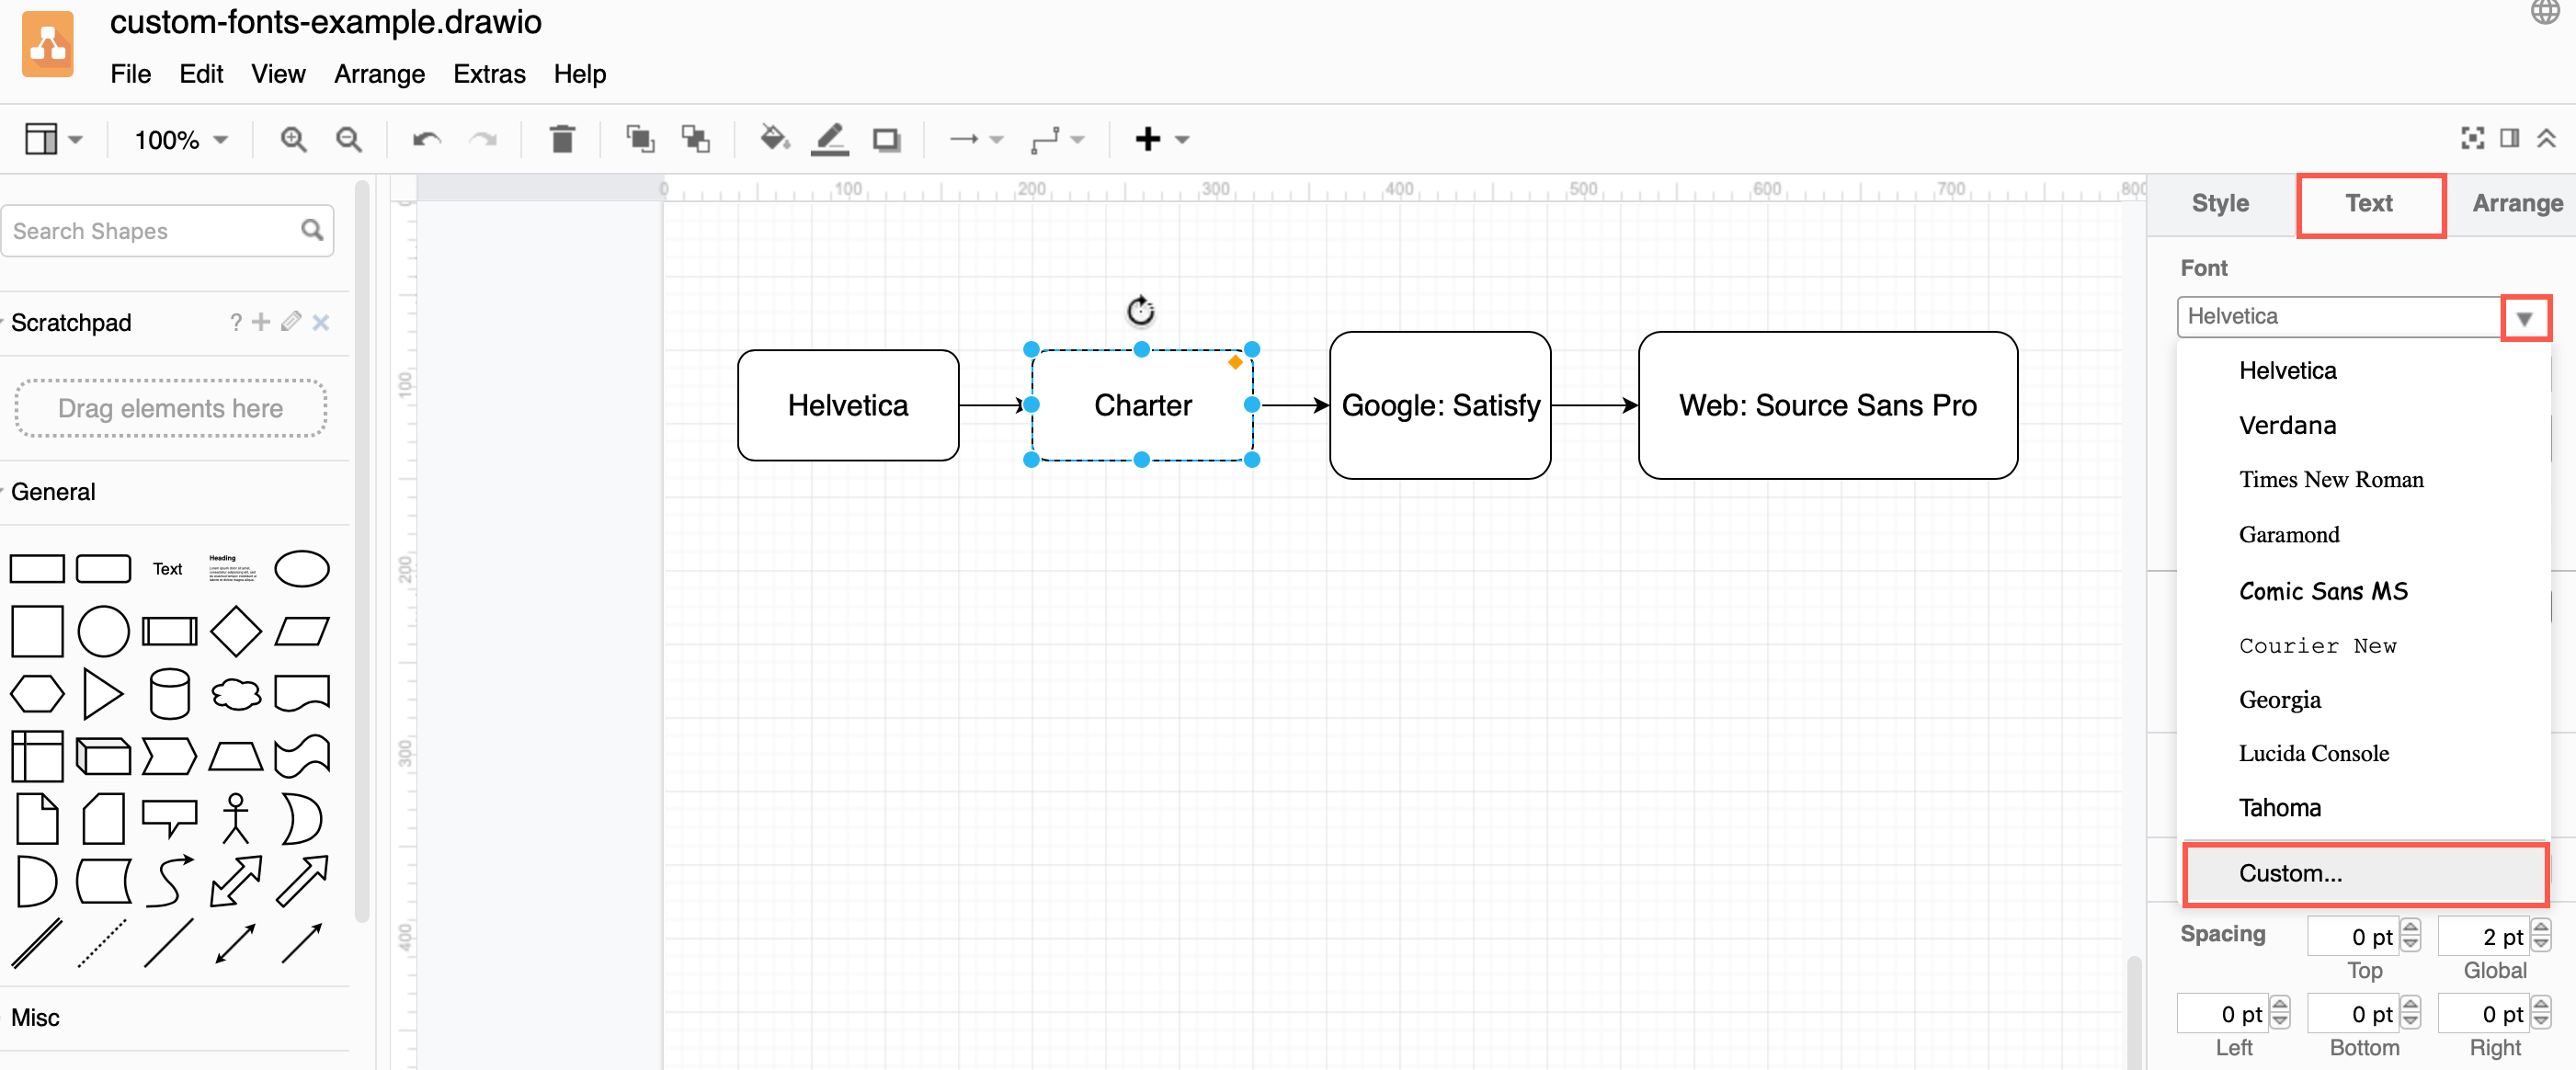 custom-fonts-example.drawio
File Edit View Arrange Extras Help
100%
Search Shapes
Scratchpad ?
Drag elements here
General
Text
Heading
Misc
0 100 200 300 400 500 600 700 800
0
100
200
300
400
Helvetica
Charter
Google: Satisfy
Web: Source Sans Pro
Style Text Arrange
Font
Helvetica
Helvetica
Verdana
Times New Roman
Garamond
Comic Sans MS
Courier New
Georgia
Lucida Console
Tahoma
Custom...
Spacing 0 pt 2 pt
Top Global
0 pt 0 pt 0 pt
Left Bottom Right